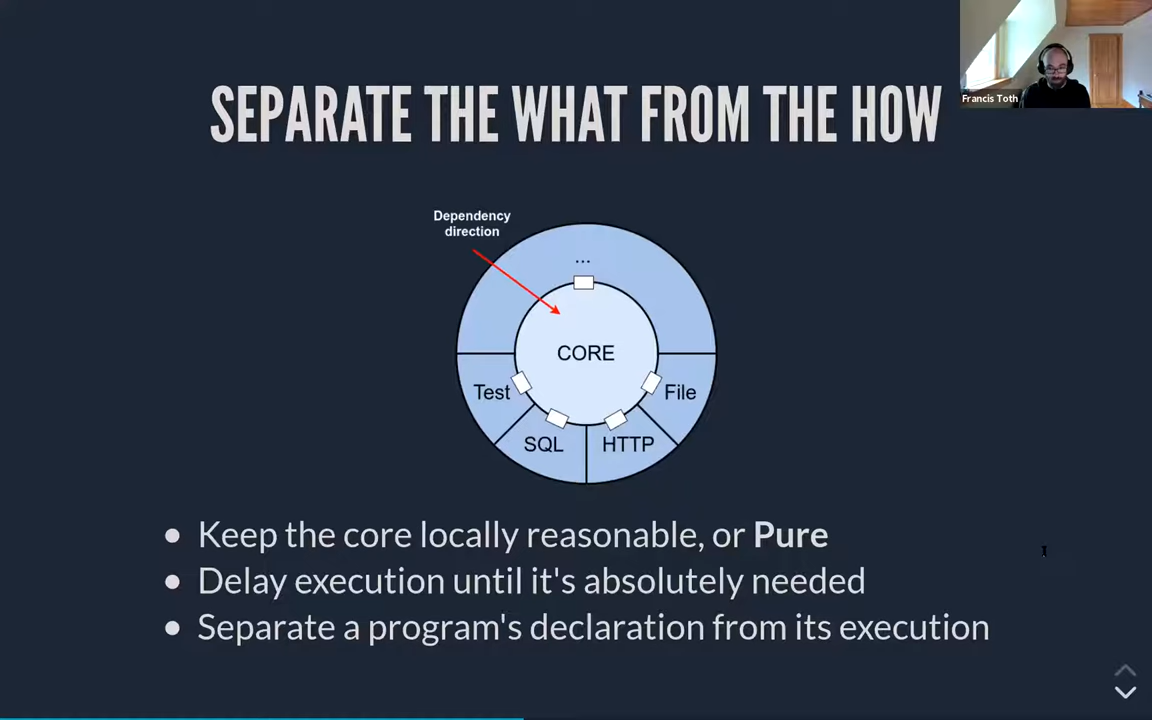 SEPARATE THE WHAT FROM THE HOW
Francis Toth
Dependency
direction
...
CORE
Test
File
SQL
HTTP
• Keep the core locally reasonable, or Pure
• Delay execution until it's absolutely needed
• Separate a program's declaration from its execution